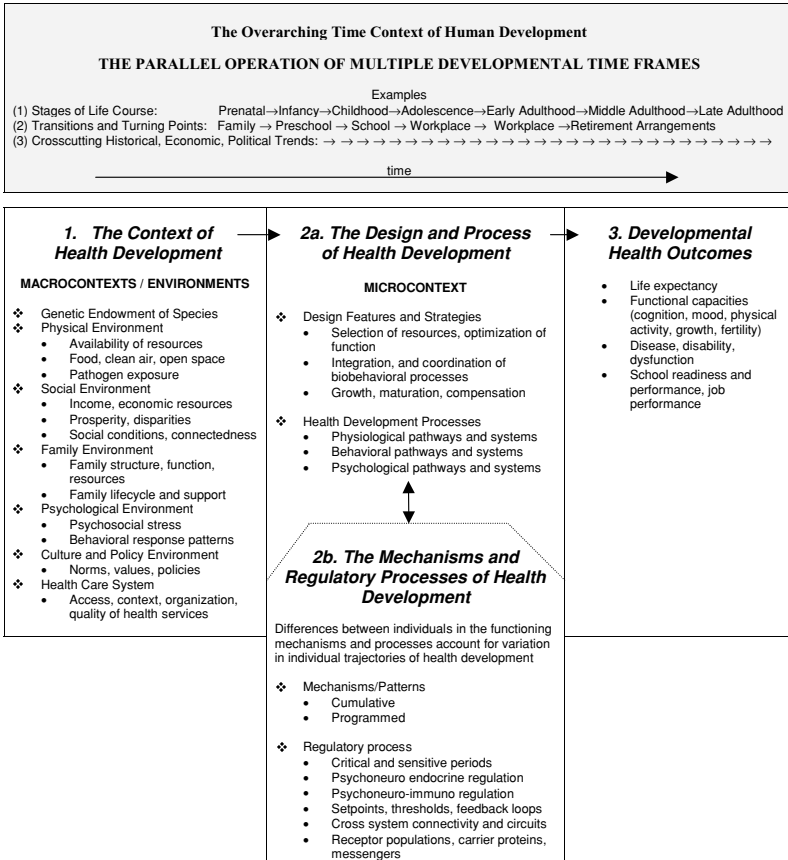 The Overarching Time Context of Human Development
THE PARALLEL OPERATION OF MULTIPLE DEVELOPMENTAL TIME FRAMES
Examples
(1) Stages of Life Course: Prenatal→Infancy→Childhood→Adolescence→Early Adulthood→Middle Adulthood→Late Adulthood
(2) Transitions and Turning Points: Family → Preschool → School → Workplace → Workplace →Retirement Arrangements
(3) Crosscutting Historical, Economic, Political Trends: → → → → → → → → → → → → → → → → → → → → → → → → → → → →
time
1. The Context of
Health Development
MACROCONTEXTS / ENVIRONMENTS
❖ Genetic Endowment of Species
❖ Physical Environment
• Availability of resources
• Food, clean air, open space
• Pathogen exposure
❖ Social Environment
• Income, economic resources
• Prosperity, disparities
• Social conditions, connectedness
❖ Family Environment
• Family structure, function,
resources
• Family lifecycle and support
❖ Psychological Environment
• Psychosocial stress
• Behavioral response patterns
❖ Culture and Policy Environment
• Norms, values, policies
❖ Health Care System
• Access, context, organization,
quality of health services
2a. The Design and Process
of Health Development
MICROCONTEXT
❖ Design Features and Strategies
• Selection of resources, optimization of
function
• Integration, and coordination of
biobehavioral processes
• Growth, maturation, compensation
❖ Health Development Processes
• Physiological pathways and systems
• Behavioral pathways and systems
• Psychological pathways and systems
2b. The Mechanisms and
Regulatory Processes of Health
Development
Differences between individuals in the functioning
mechanisms and processes account for variation
in individual trajectories of health development
❖ Mechanisms/Patterns
• Cumulative
• Programmed
❖ Regulatory process
• Critical and sensitive periods
• Psychoneuro endocrine regulation
• Psychoneuro-immuno regulation
• Setpoints, thresholds, feedback loops
• Cross system connectivity and circuits
• Receptor populations, carrier proteins,
messengers
3. Developmental
Health Outcomes
• Life expectancy
• Functional capacities
(cognition, mood, physical
activity, growth, fertility)
• Disease, disability,
dysfunction
• School readiness and
performance, job
performance